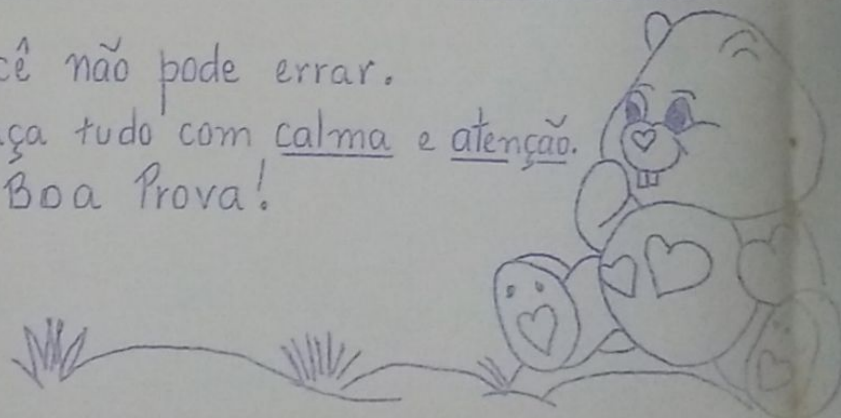 cê não pode errar.
ça tudo com calma e atenção.
Boa Prova!